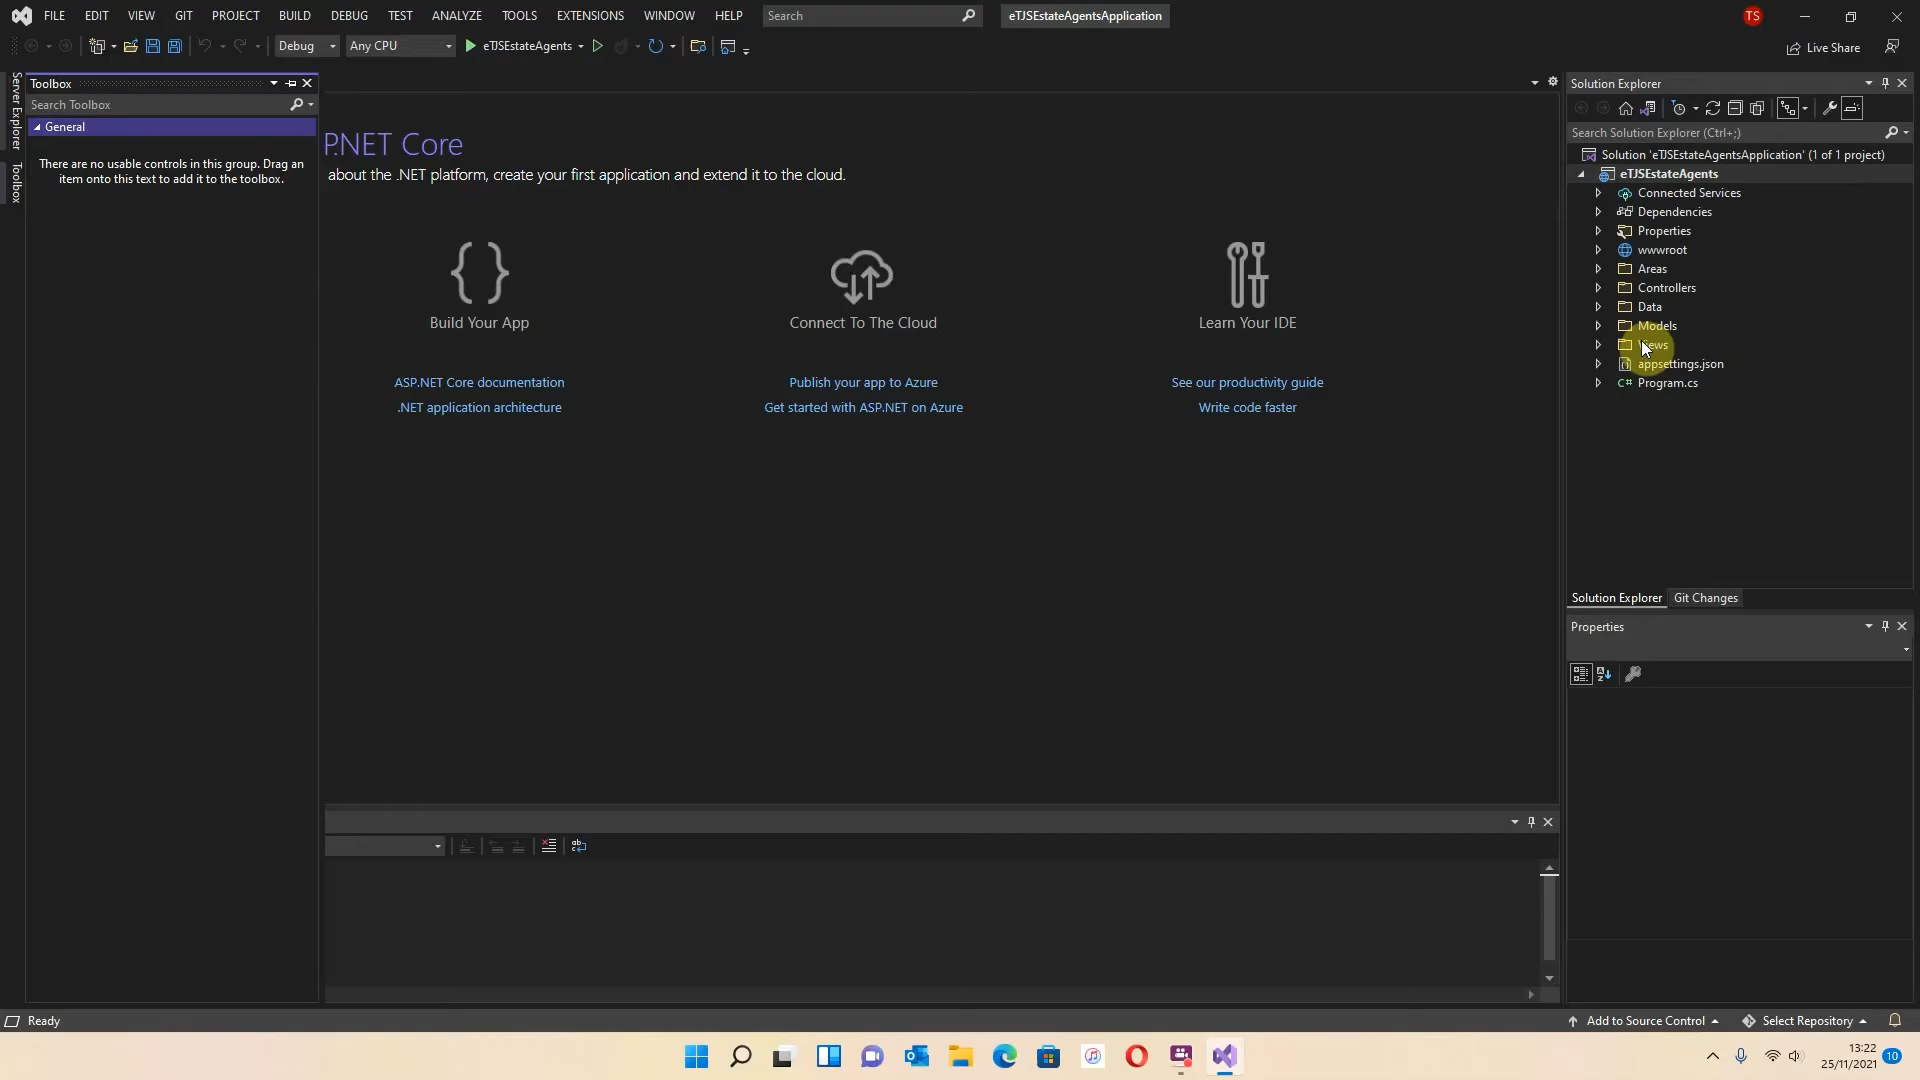 FILE EDIT VIEW GIT PROJECT BUILD DEBUG TEST ANALYZE TOOLS EXTENSIONS WINDOW HELP Search eTJSEstateAgentsApplication TS
Debug Any CPU eTJSEstateAgents Live Share
Server Explorer
Toolbox
Toolbox
Search Toolbox
General
There are no usable controls in this group. Drag an
item onto this text to add it to the toolbox.
P.NET Core
about the .NET platform, create your first application and extend it to the cloud.
Build Your App
ASP.NET Core documentation
.NET application architecture
Connect To The Cloud
Publish your app to Azure
Get started with ASP.NET on Azure
Learn Your IDE
See our productivity guide
Write code faster
Solution Explorer
Search Solution Explorer (Ctrl+;)
Solution 'eTJSEstateAgentsApplication' (1 of 1 project)
eTJSEstateAgents
Connected Services
Dependencies
Properties
wwwroot
Areas
Controllers
Data
Models
Views
appsettings.json
C# Program.cs
Solution Explorer Git Changes
Properties
Ready Add to Source Control Select Repository
13:22
25/11/2021
10